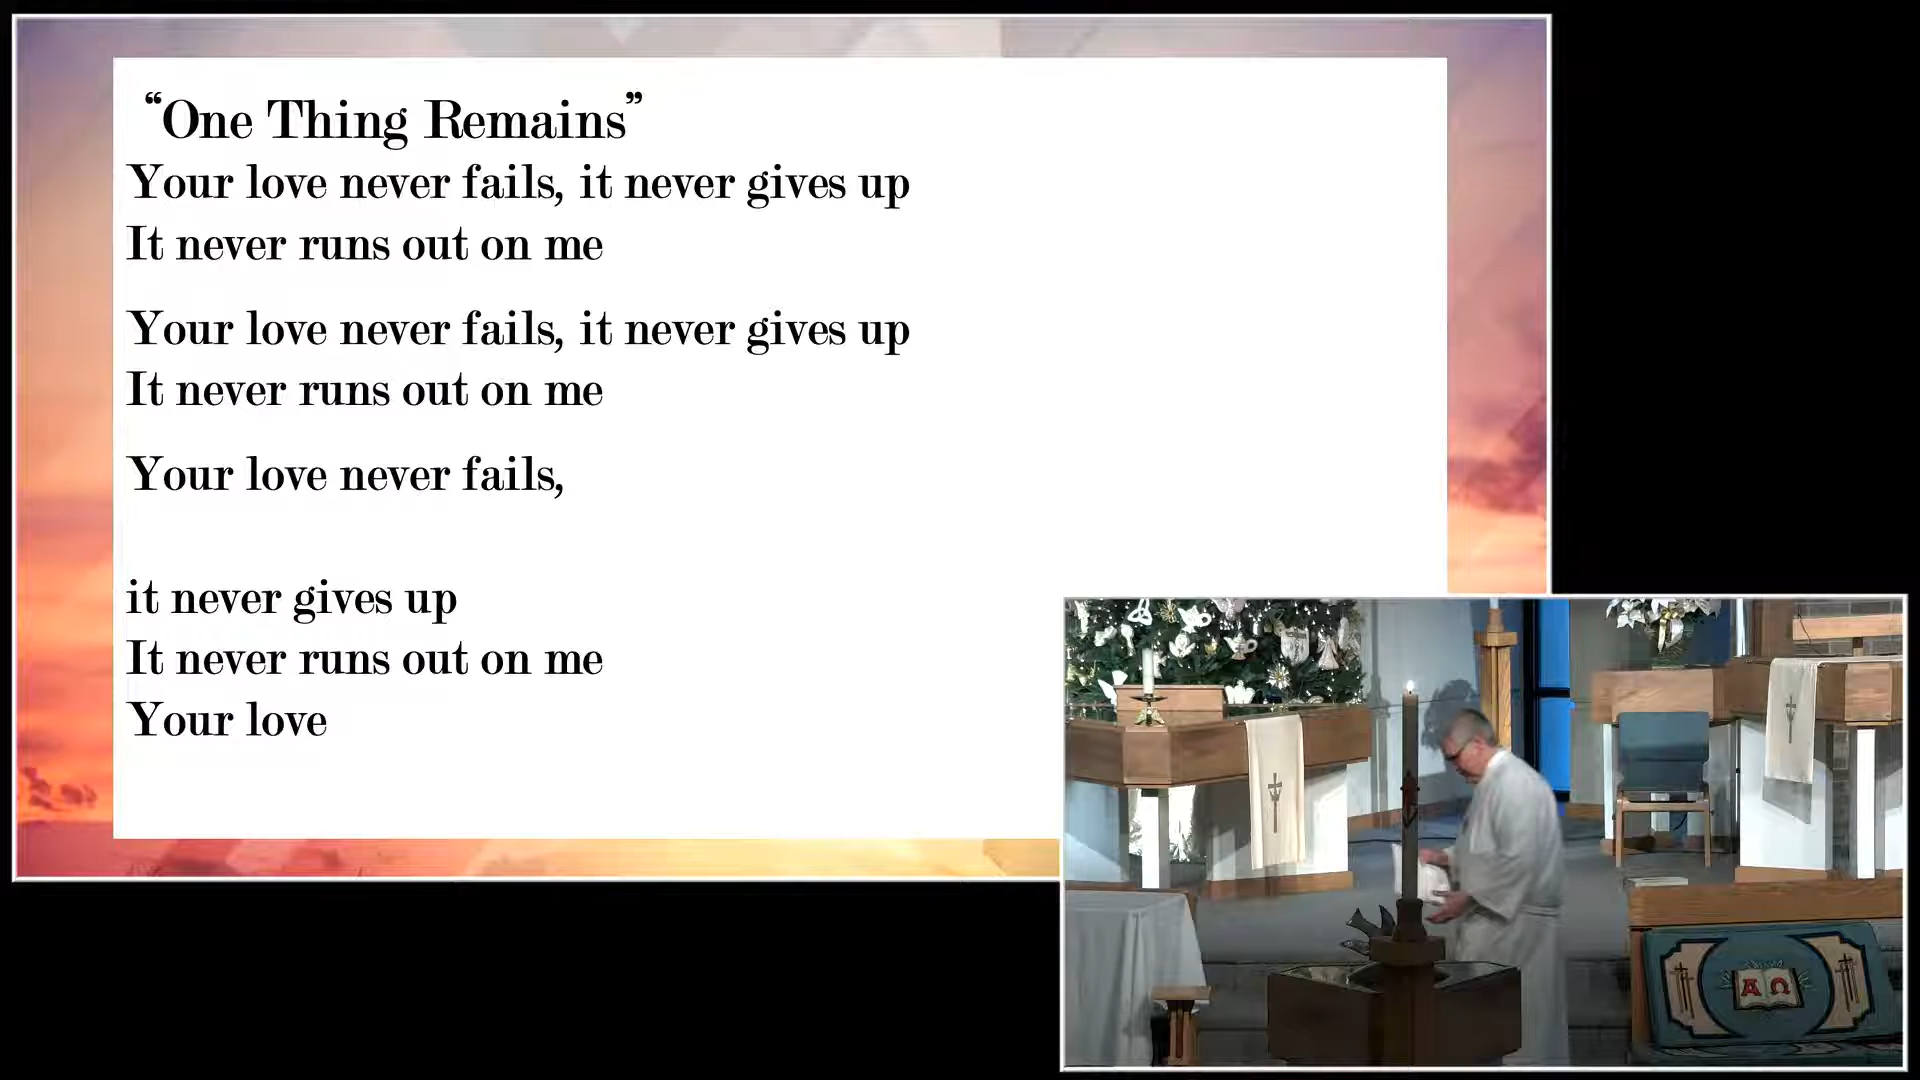 “One Thing Remains”
Your love never fails, it never gives up
It never runs out on me
Your love never fails, it never gives up
It never runs out on me
Your love never fails,
it never gives up
It never runs out on me
Your love
Α Ω